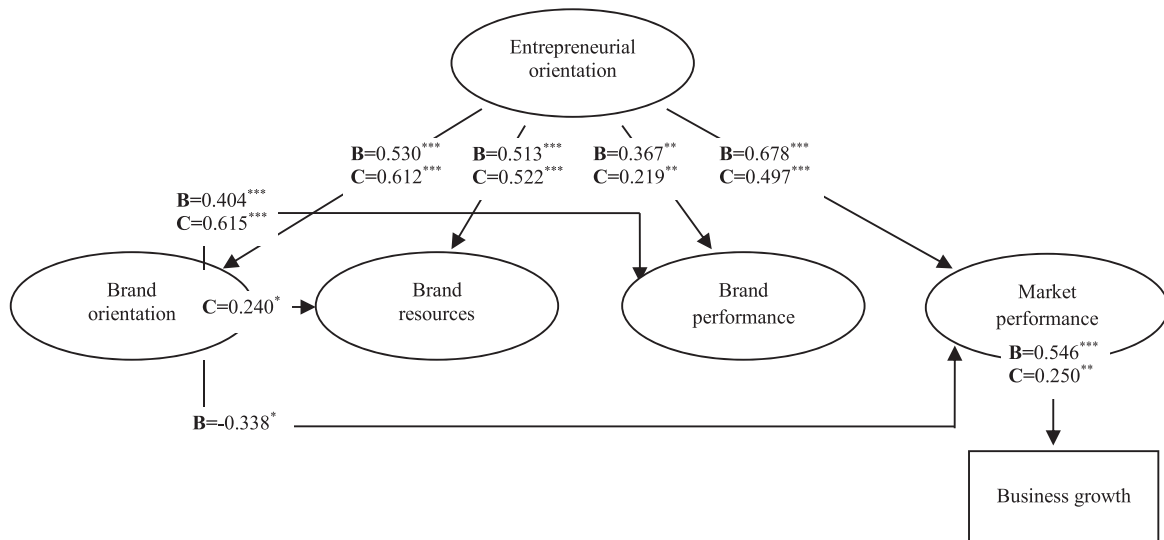 Entrepreneurial
orientation
B=0.530***
C=0.612***
B=0.513***
C=0.522***
B=0.367**
C=0.219**
B=0.678***
C=0.497***
B=0.404***
C=0.615***
Brand
orientation
C=0.240*
Brand
resources
Brand
performance
Market
performance
B=0.546***
C=0.250**
B=-0.338*
Business growth